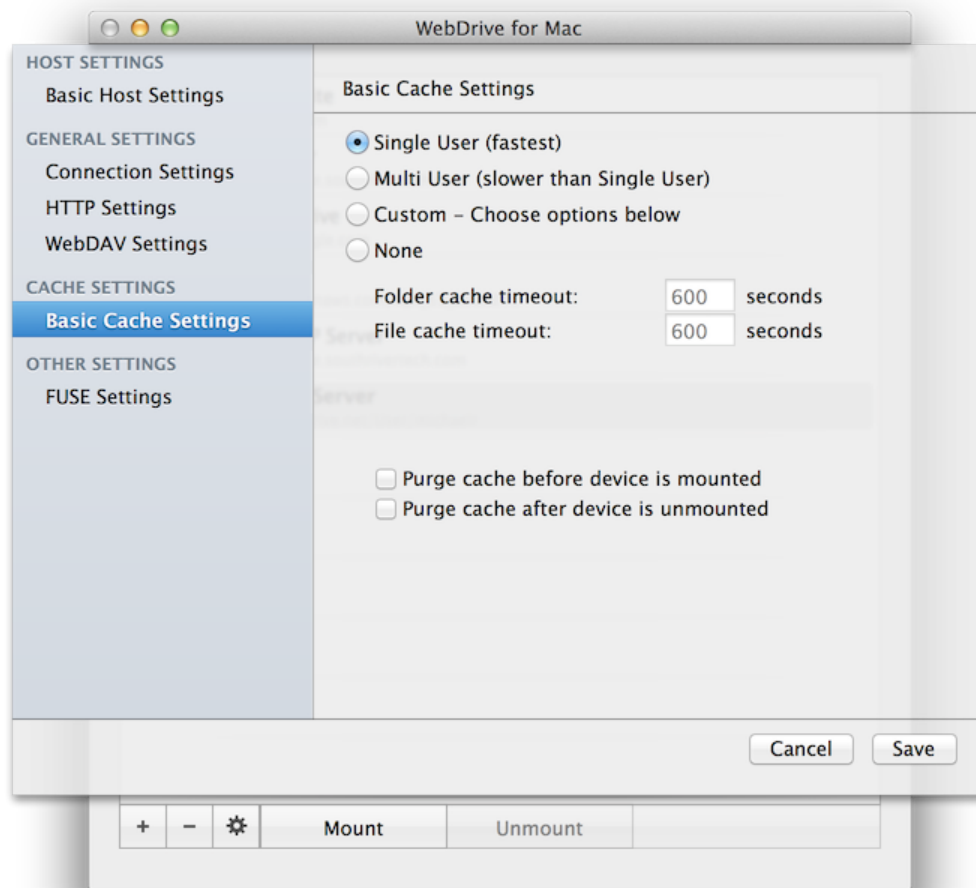 WebDrive for Mac
HOST SETTINGS
Basic Host Settings
GENERAL SETTINGS
Connection Settings
HTTP Settings
WebDAV Settings
CACHE SETTINGS
Basic Cache Settings
OTHER SETTINGS
FUSE Settings
Basic Cache Settings
Single User (fastest)
Multi User (slower than Single User)
Custom – Choose options below
None
Folder cache timeout: 600 seconds
File cache timeout: 600 seconds
Server
Purge cache before device is mounted
Purge cache after device is unmounted
Cancel Save
+ − Mount Unmount